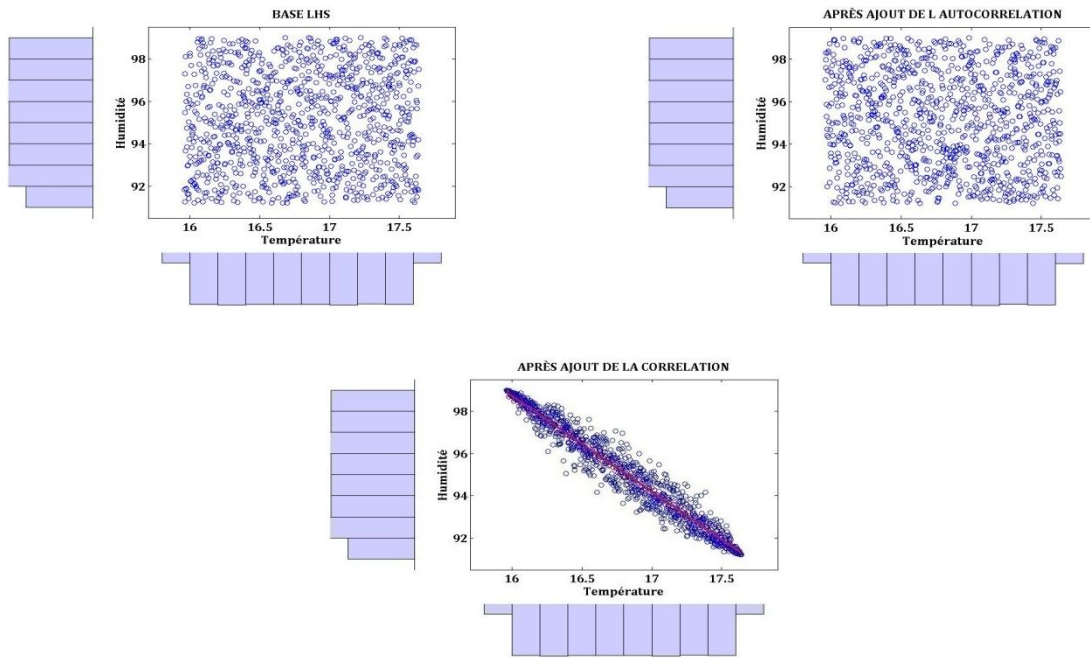 BASE LHS
98
96
94
92
Humidité
16 16.5 17 17.5
Température
APRÈS AJOUT DE L AUTOCORRELATION
98
96
94
92
Humidité
16 16.5 17 17.5
Température
APRÈS AJOUT DE LA CORRELATION
98
96
94
92
Humidité
16 16.5 17 17.5
Température